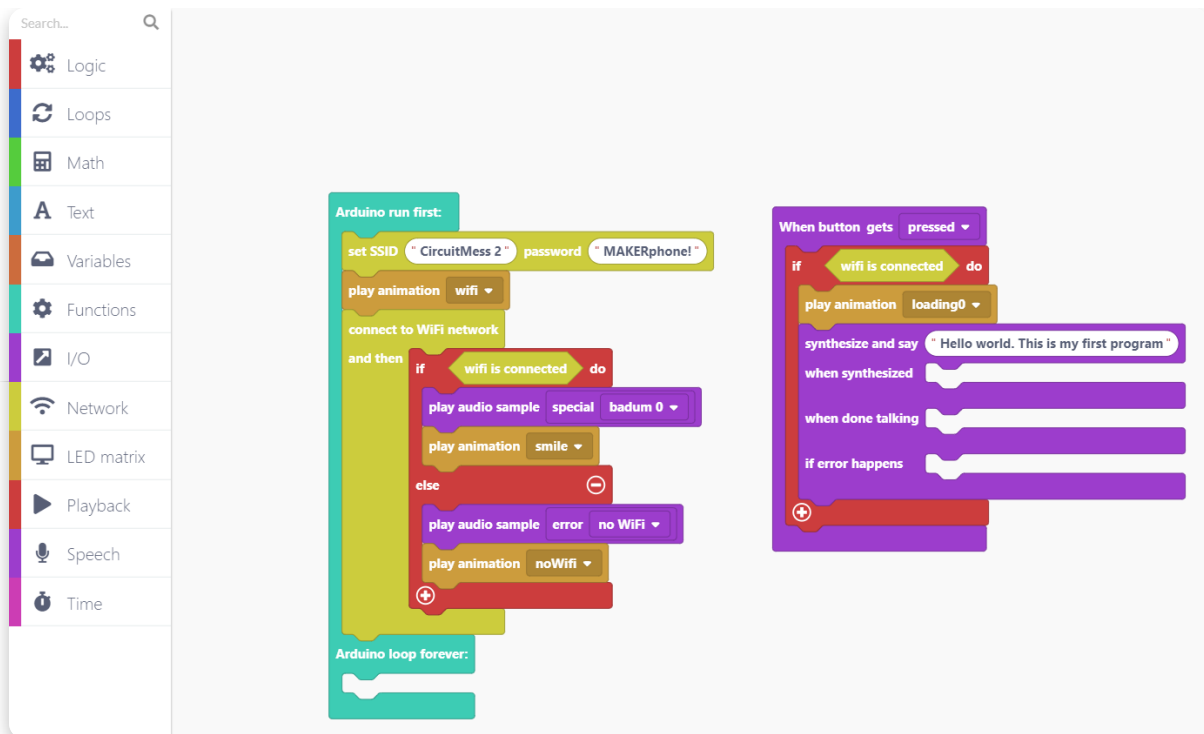 Search...
Logic
Loops
Math
Text
Variables
Functions
I/O
Network
LED matrix
Playback
Speech
Time
Arduino run first:
set SSID " CircuitMess 2 " password " MAKERphone! "
play animation wifi
connect to WiFi network
and then if wifi is connected do
play audio sample special badum 0
play animation smile
else
play audio sample error no WiFi
play animation noWifi
Arduino loop forever:
When button gets pressed
if wifi is connected do
play animation loading0
synthesize and say " Hello world. This is my first program "
when synthesized
when done talking
if error happens